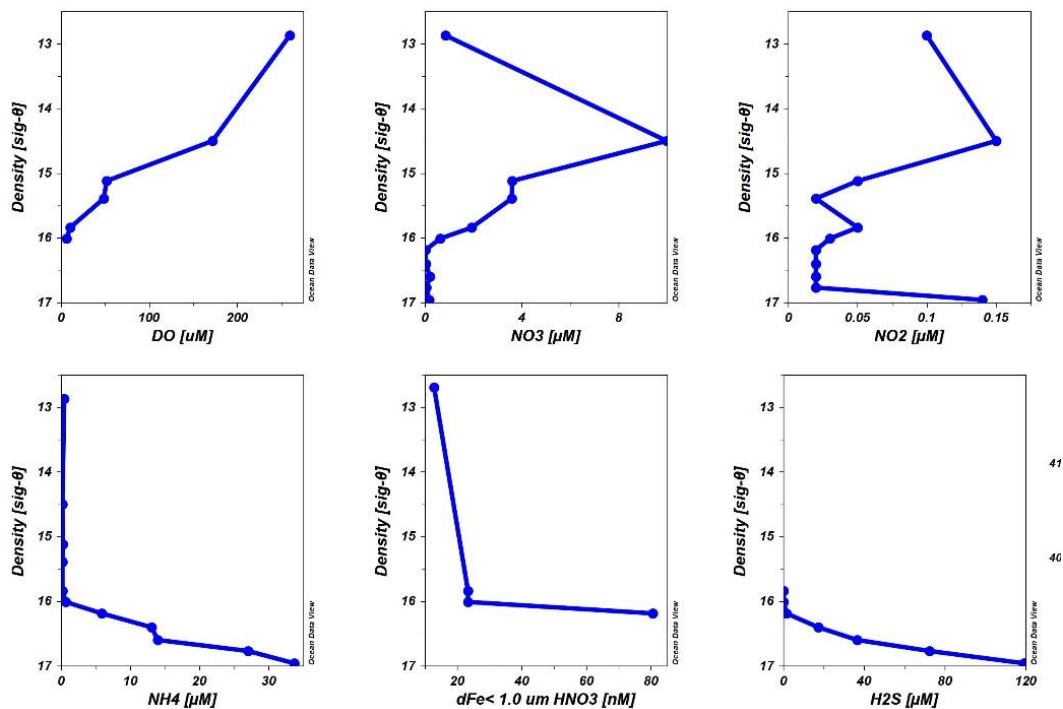 13
14
15
16
17
Density [sig-θ]
0 100 200
DO [uM]
Ocean Data View
13
14
15
16
17
Density [sig-θ]
0 4 8
NO3 [µM]
Ocean Data View
13
14
15
16
17
Density [sig-θ]
0 0.05 0.1 0.15
NO2 [µM]
Ocean Data View
13
14
15
16
17
Density [sig-θ]
0 10 20 30
NH4 [µM]
Ocean Data View
13
14
15
16
17
Density [sig-θ]
20 40 60 80
dFe< 1.0 um HNO3 [nM]
Ocean Data View
13
14
15
16
17
Density [sig-θ]
0 40 80 120
H2S [µM]
Ocean Data View
41
40